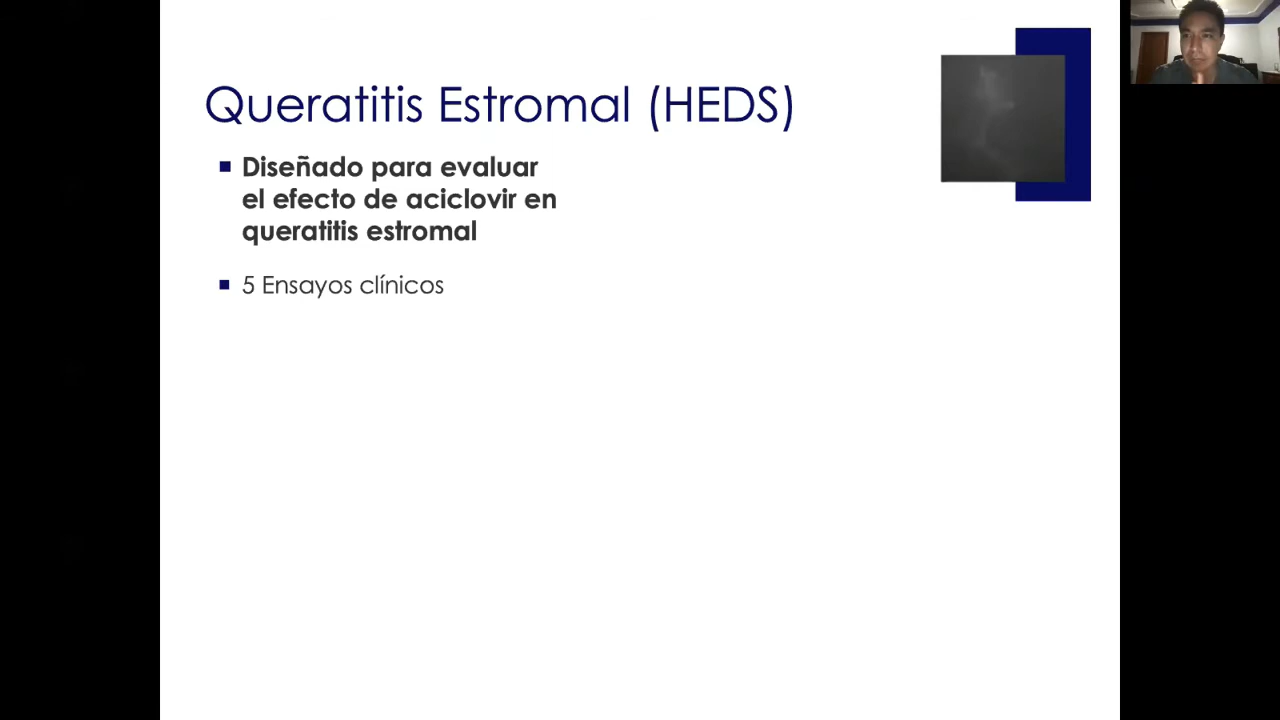 Queratitis Estromal (HEDS)
Diseñado para evaluar
el efecto de aciclovir en
queratitis estromal
5 Ensayos clínicos